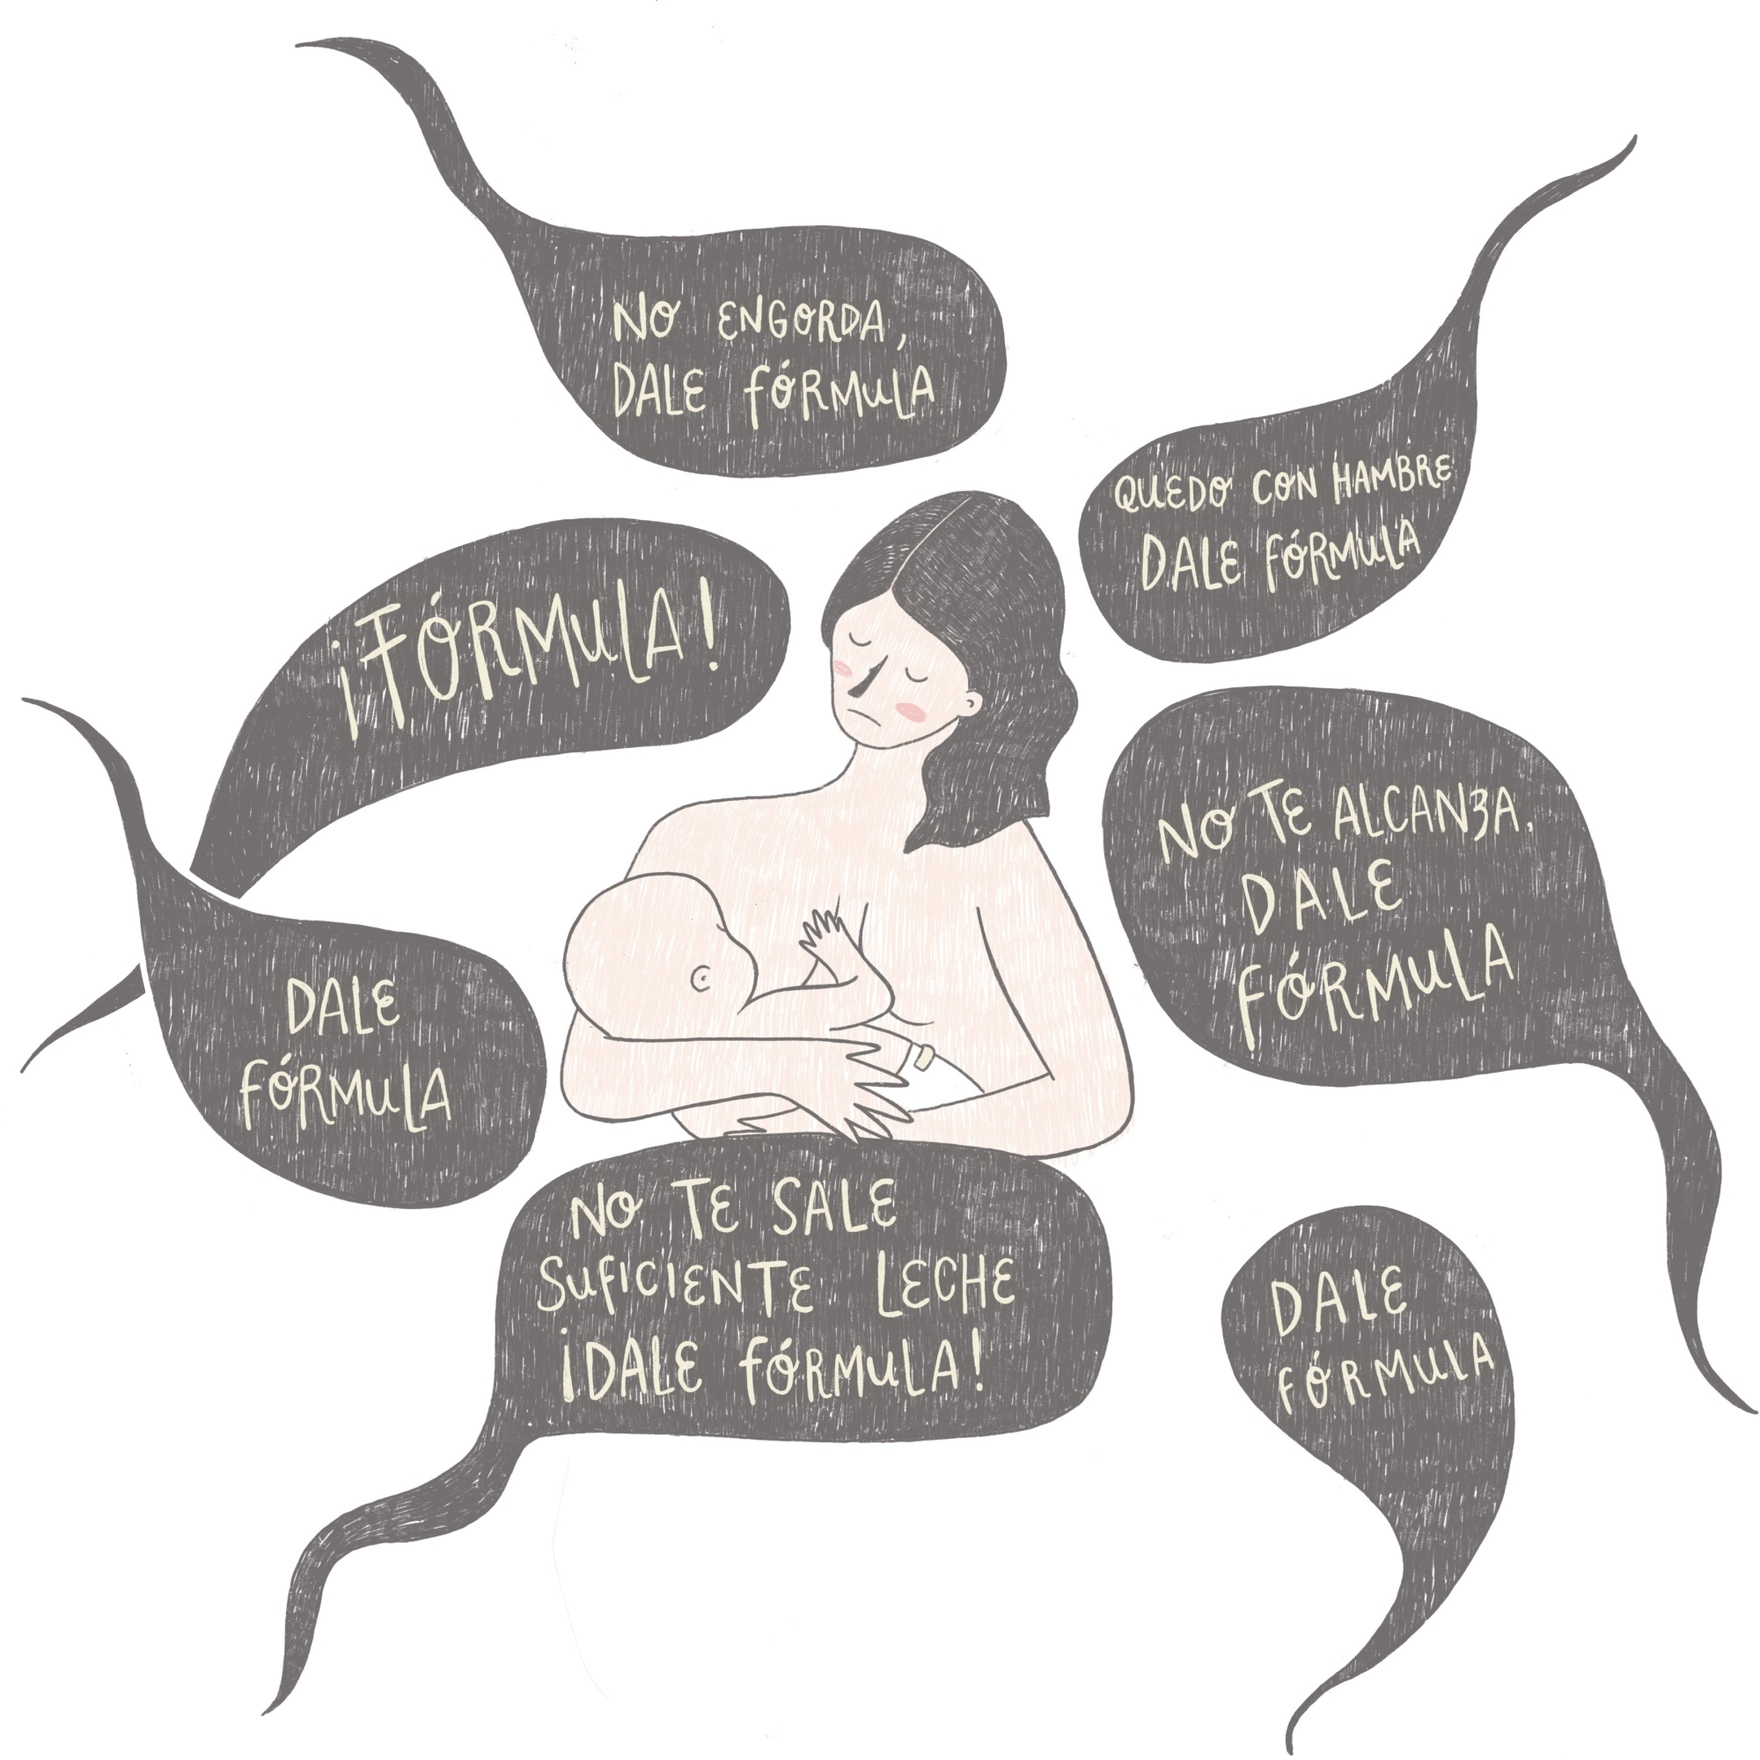 NO ENGORDA,
DALE FÓRMULA
QUEDO CON HAMBRE
DALE FÓRMULA
¡FÓRMULA!
NO TE ALCANZA.
DALE
FÓRMULA
DALE
FÓRMULA
NO TE SALE
SUFICIENTE LECHE
¡DALE FÓRMULA!
DALE
FÓRMULA